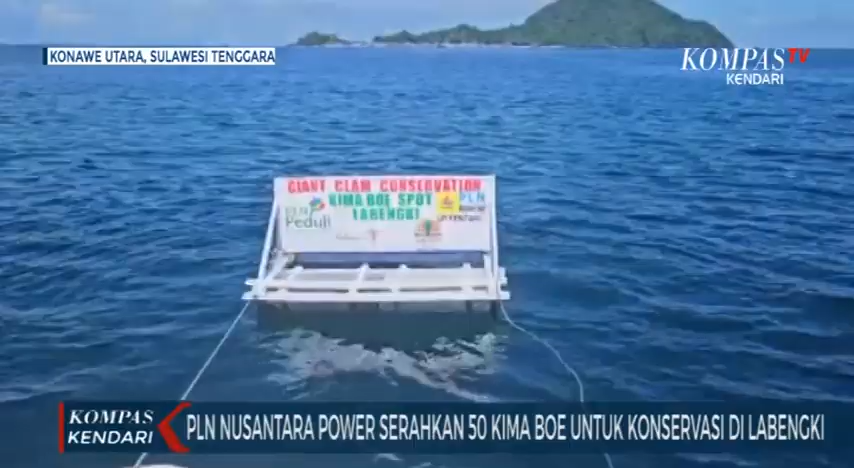 KONAWE UTARA, SULAWESI TENGGARA
KOMPAS TV
KENDARI
GIANT CLAM CONSERVATION
KIMA BOE SPOT
LABENGKI
PLN
Peduli
PLN
KOMPAS
KENDARI
PLN NUSANTARA POWER SERAHKAN 50 KIMA BOE UNTUK KONSERVASI DI LABENGKI